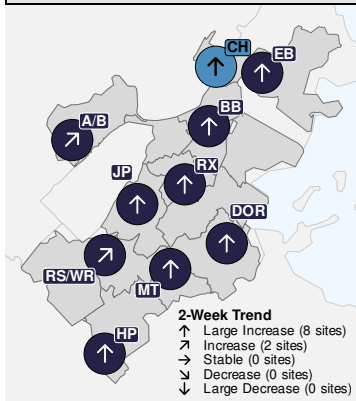 CH
EB
BB
A/B
JP
RX
DOR
RS/WR
MT
HP
2-Week Trend
↑ Large Increase (8 sites)
↗ Increase (2 sites)
→ Stable (0 sites)
↘ Decrease (0 sites)
↓ Large Decrease (0 sites)